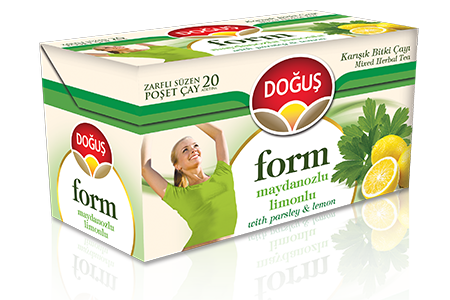 ZARFLI SÜZEN
POŞET ÇAY 20
DOĞUŞ
Karışık Bitki Çayı
Mixed Herbal Tea
form
maydanozlu
limonlu
with parsley & lemon
DOĞUŞ
form
maydanozlu
limonlu